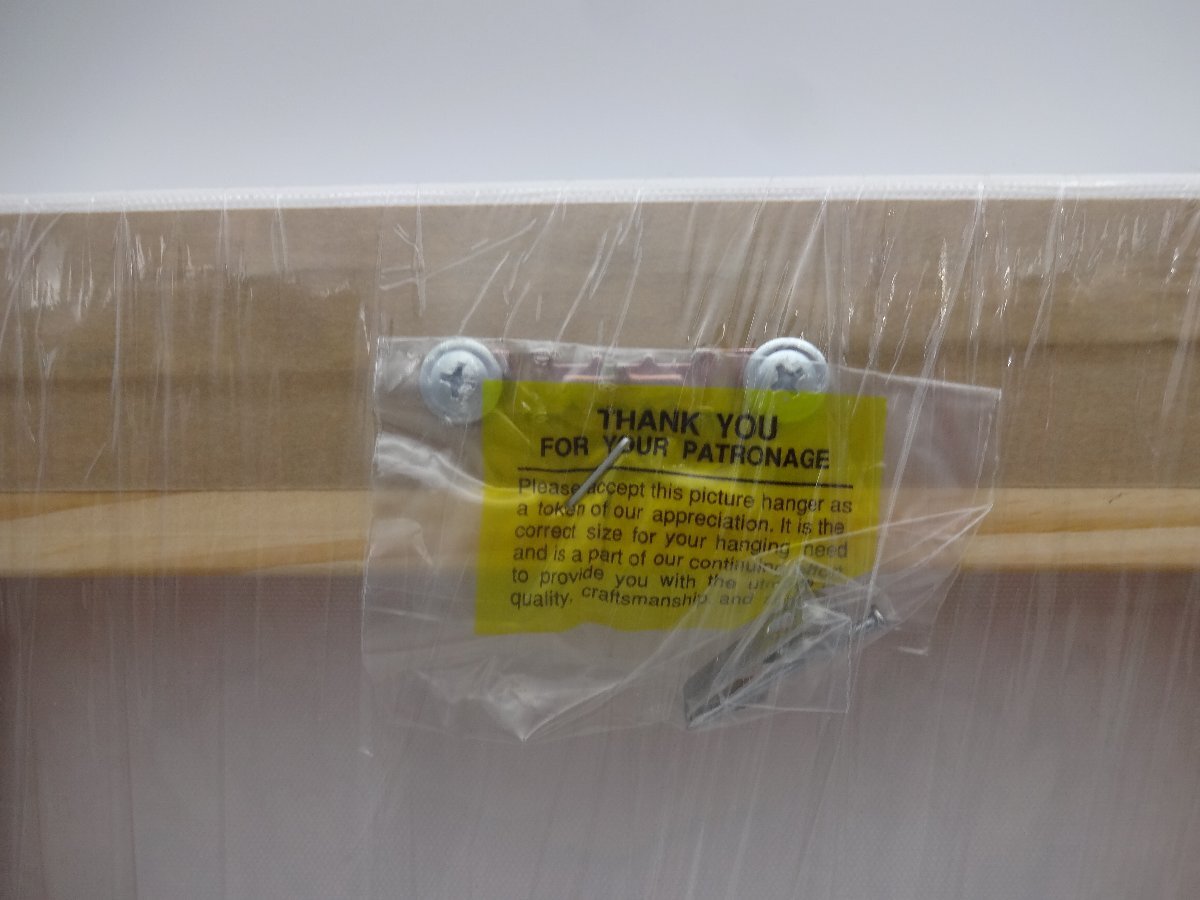 THANK YOU
FOR YOUR PATRONAGE
Please accept this picture hanger as
a token of our appreciation. It is the
correct size for your hanging need
and is a part of our continuing
to provide you with the
quality, craftsmanship and